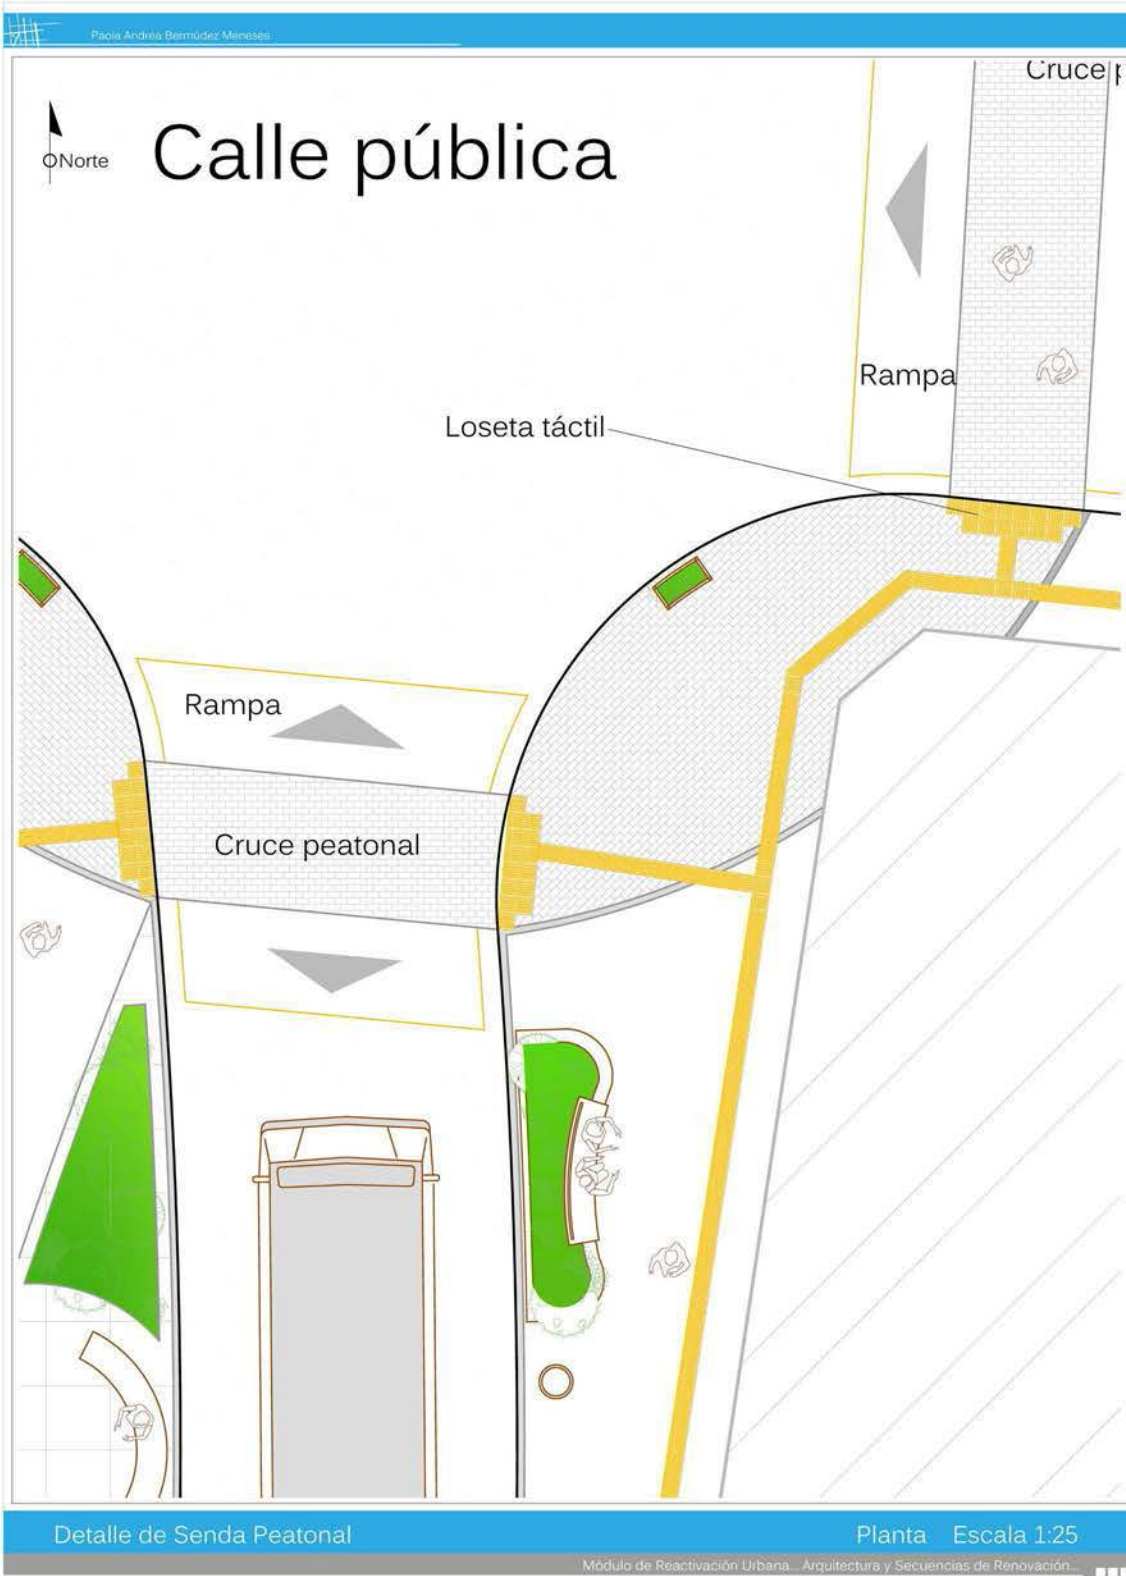 Paola Andrea Bermúdez Meneses
Cruce p
Norte
Calle pública
Rampa
Loseta táctil
Rampa
Cruce peatonal
Detalle de Senda Peatonal
Planta Escala 1:25
Módulo de Reactivación Urbana... Arquitectura y Secuencias de Renovación...